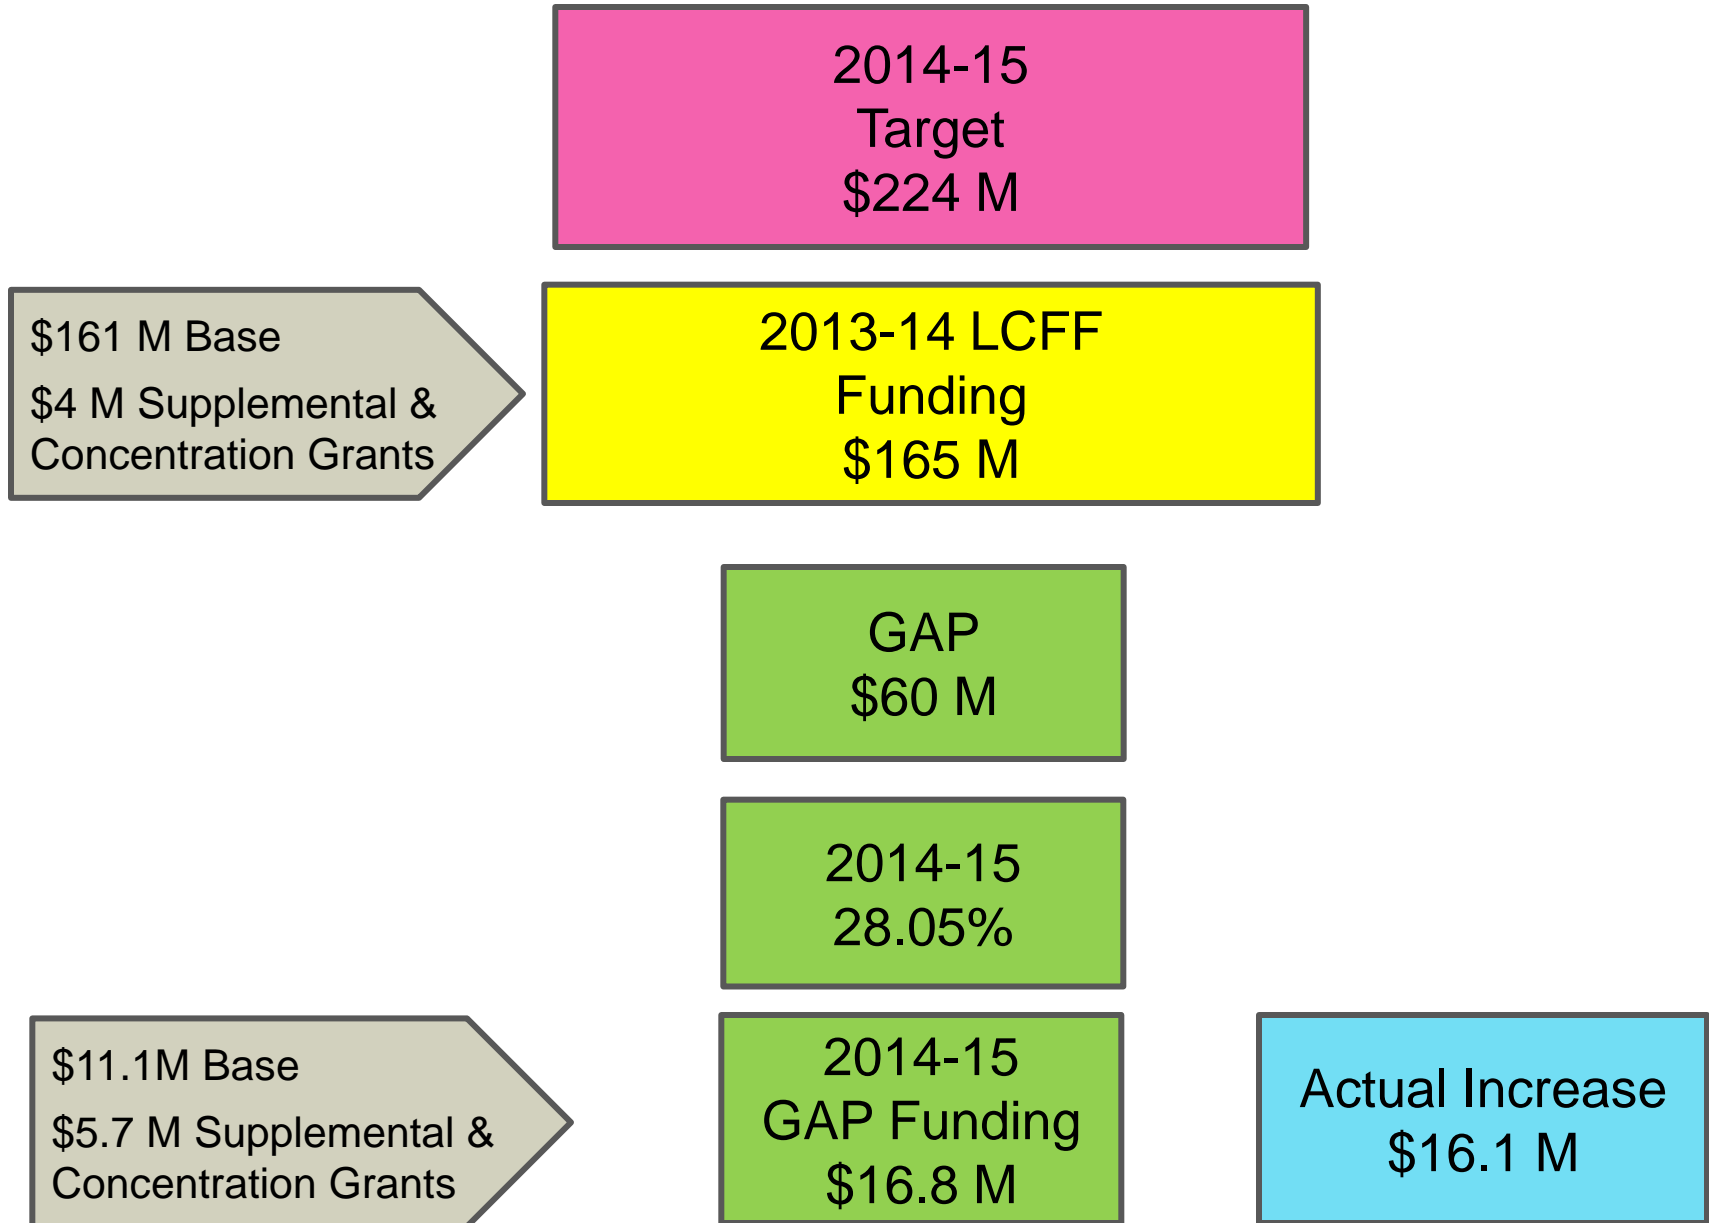 2014-15
Target
$224 M
$161 M Base
$4 M Supplemental &
Concentration Grants
2013-14 LCFF
Funding
$165 M
GAP
$60 M
2014-15
28.05%
$11.1M Base
$5.7 M Supplemental &
Concentration Grants
2014-15
GAP Funding
$16.8 M
Actual Increase
$16.1 M